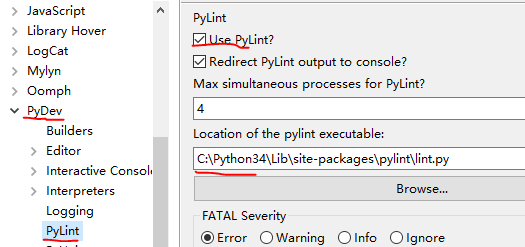 JavaScript
Library Hover
LogCat
Mylyn
Oomph
PyDev
Builders
Editor
Interactive Console
Interpreters
Logging
PyLint
PyLint
Use PyLint?
Redirect PyLint output to console?
Max simultaneous processes for PyLint?
4
Location of the pylint executable:
C:\Python34\Lib\site-packages\pylint\lint.py
Browse...
FATAL Severity
Error
Warning
Info
Ignore